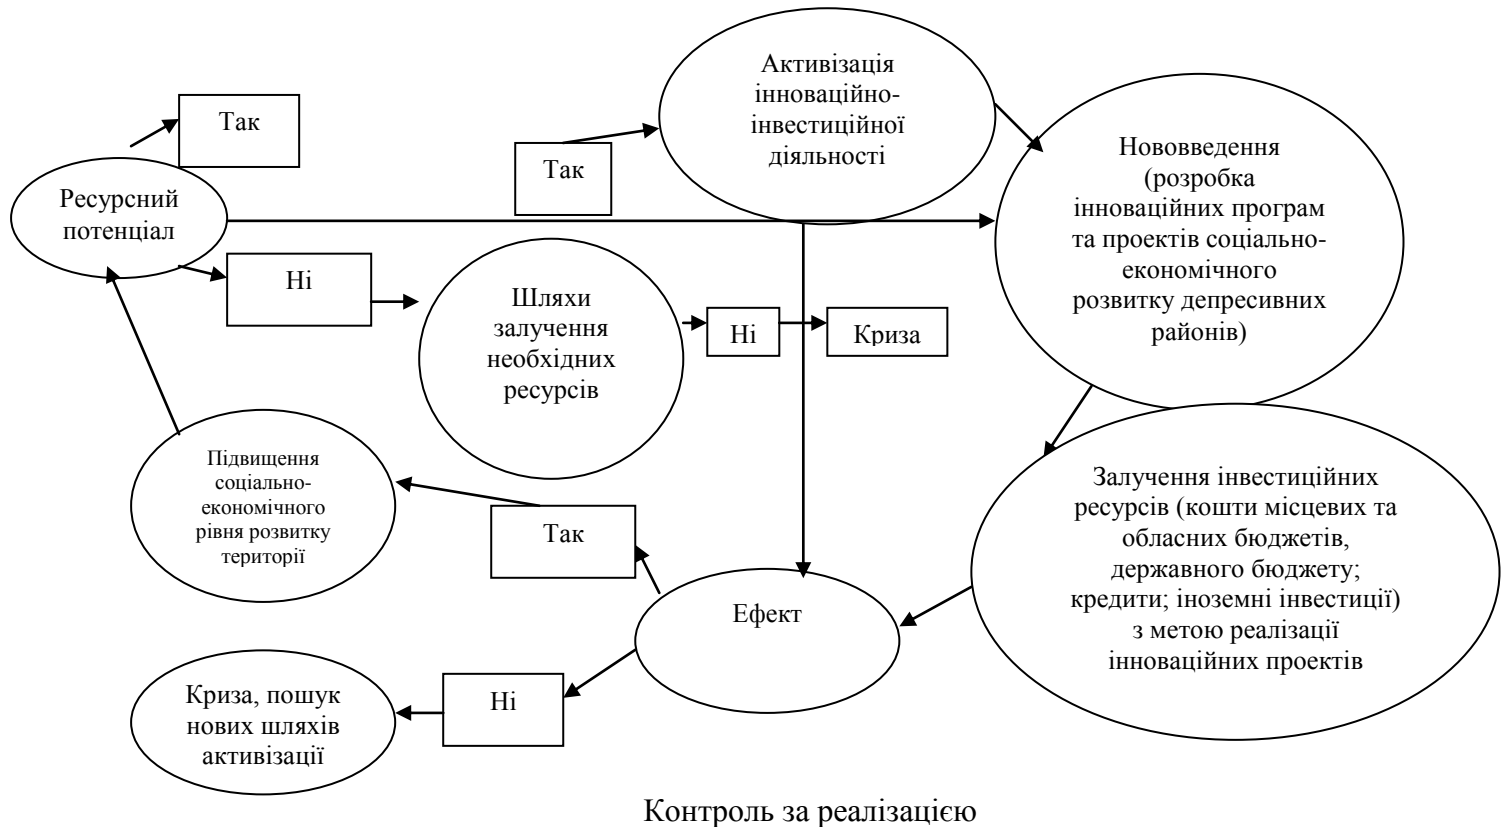 Активізація
інноваційно-
інвестиційної
діяльності
Так
Так
Нововведення
(розробка
інноваційних програм
та проектів соціально-
економічного
розвитку депресивних
районів)
Ресурсний
потенціал
Ні
Шляхи
залучення
необхідних
ресурсів
Ні
Криза
Підвищення
соціально-
економічного
рівня розвитку
території
Так
Залучення інвестиційних
ресурсів (кошти місцевих та
обласних бюджетів,
державного бюджету;
кредити; іноземні інвестиції)
з метою реалізації
інноваційних проектів
Ефект
Ні
Криза, пошук
нових шляхів
активізації
Контроль за реалізацією